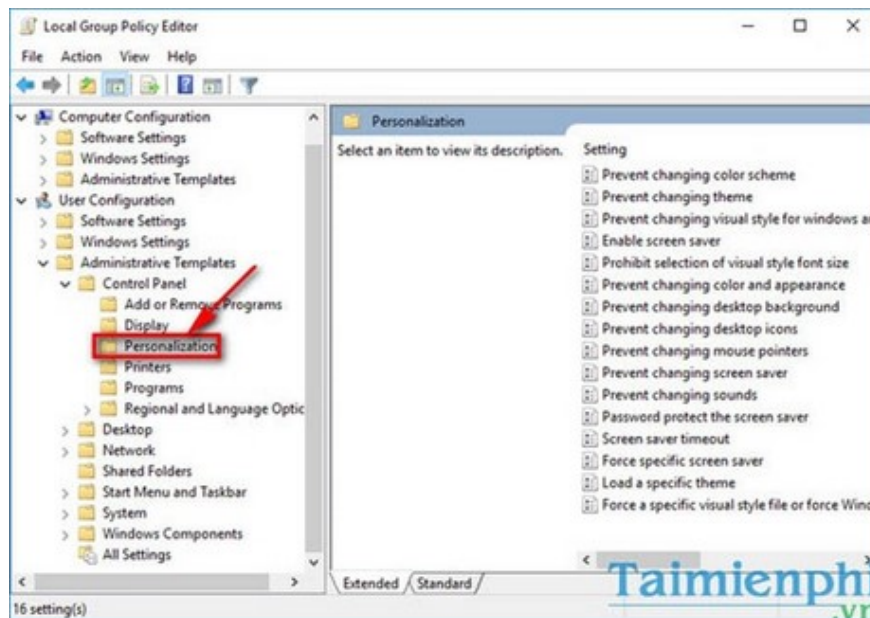 Local Group Policy Editor
File Action View Help
Computer Configuration
Software Settings
Windows Settings
Administrative Templates
User Configuration
Software Settings
Windows Settings
Administrative Templates
Control Panel
Add or Remove Programs
Display
Personalization
Printers
Programs
Regional and Language Optic
Desktop
Network
Shared Folders
Start Menu and Taskbar
System
Windows Components
All Settings
Personalization
Select an item to view its description.
Setting
Prevent changing color scheme
Prevent changing theme
Prevent changing visual style for windows an
Enable screen saver
Prohibit selection of visual style font size
Prevent changing color and appearance
Prevent changing desktop background
Prevent changing desktop icons
Prevent changing mouse pointers
Prevent changing screen saver
Prevent changing sounds
Password protect the screen saver
Screen saver timeout
Force specific screen saver
Load a specific theme
Force a specific visual style file or force Wind
Extended Standard
16 setting(s)
Taimienphi
.vn